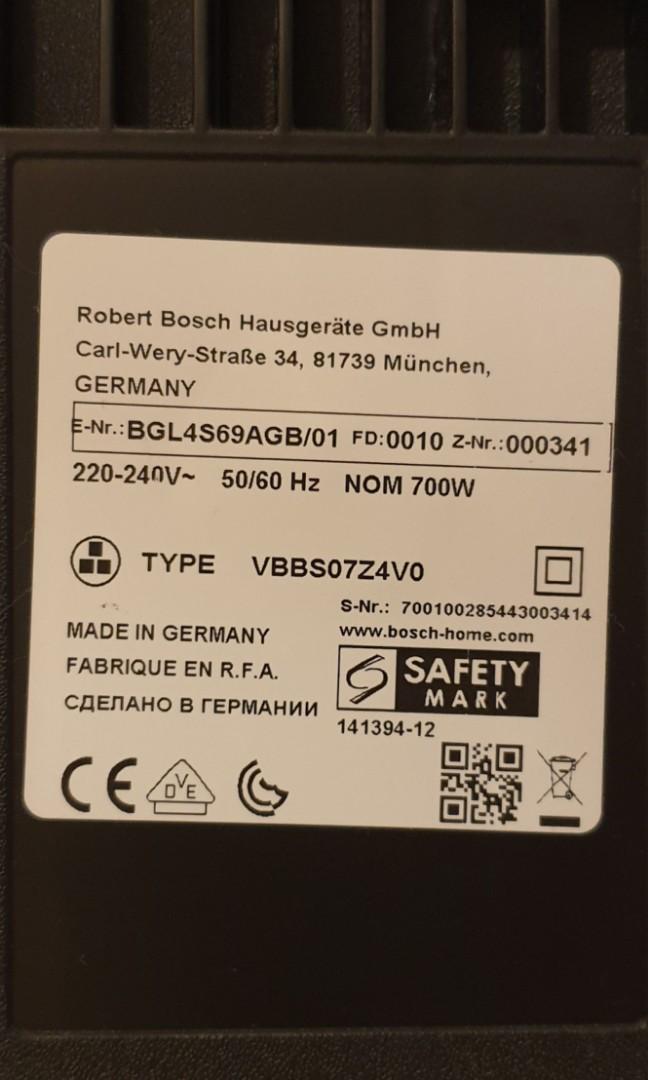 Robert Bosch Hausgeräte GmbH
Carl-Wery-Straße 34, 81739 München,
GERMANY
E-Nr.: BGL4S69AGB/01 FD:0010 Z-Nr.:000341
220-240V~ 50/60 Hz NOM 700W
TYPE VBBS07Z4V0
S-Nr.: 700100285443003414
www.bosch-home.com
MADE IN GERMANY
FABRIQUE EN R.F.A.
СДЕЛАНО В ГЕРМАНИИ
SAFETY
MARK
141394-12
CE
DVE